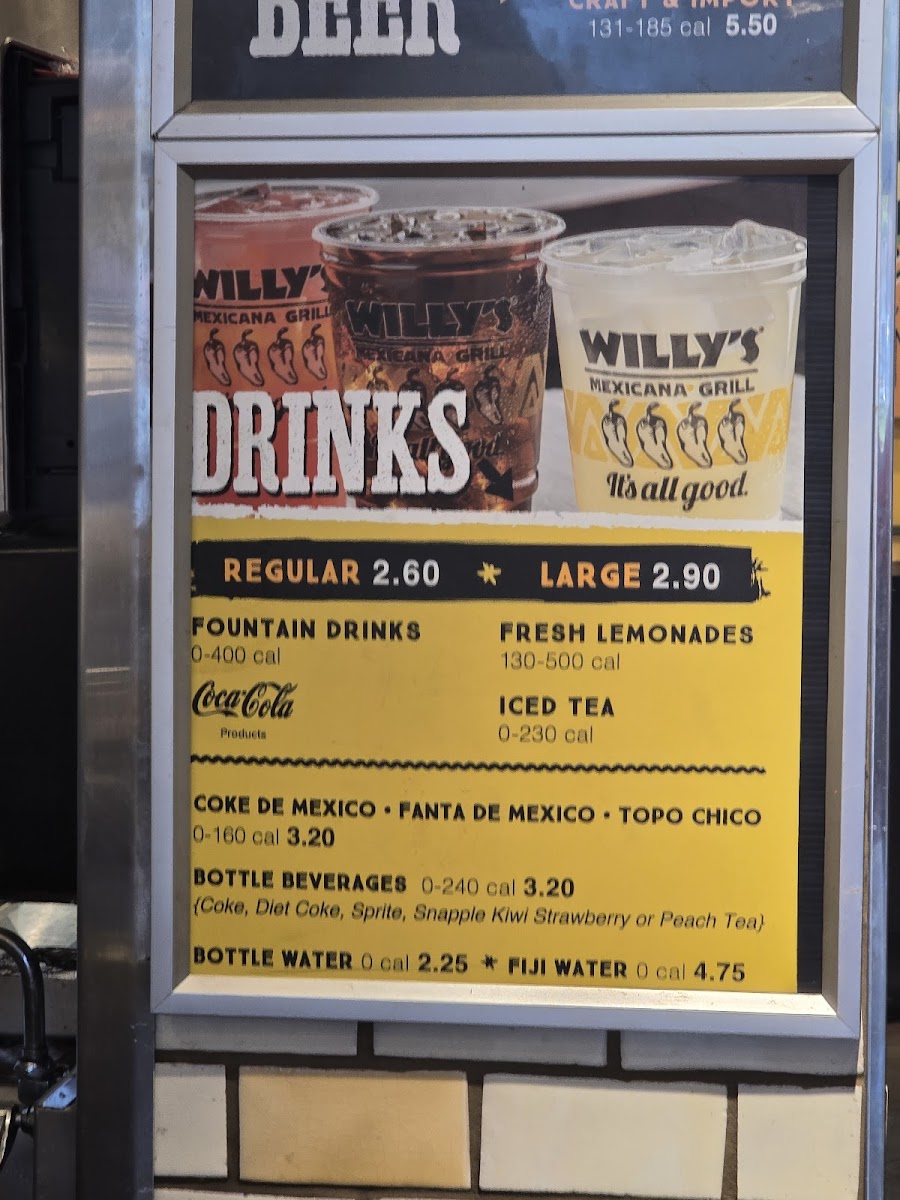 BEER
CRAFT & IMPORT
131-185 cal 5.50
WILLY'S
MEXICANA GRILL
WILLY'S
MEXICANA GRILL
WILLY'S
MEXICANA GRILL
It's all good.
DRINKS
REGULAR 2.60 * LARGE 2.90
FOUNTAIN DRINKS
0-400 cal
Coca-Cola
Products
FRESH LEMONADES
130-500 cal
ICED TEA
0-230 cal
COKE DE MEXICO • FANTA DE MEXICO • TOPO CHICO
0-160 cal 3.20
BOTTLE BEVERAGES 0-240 cal 3.20
{Coke, Diet Coke, Sprite, Snapple Kiwi Strawberry or Peach Tea}
BOTTLE WATER 0 cal 2.25 * FIJI WATER 0 cal 4.75